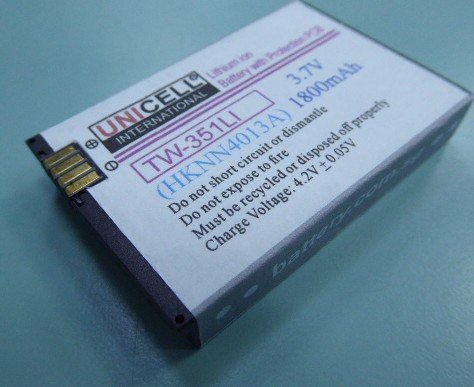 UNICELL
INTERNATIONAL
Lithium ion
Battery with Protection PCB
TW-351LI
3.7V
(HKNN4013A) 1800mAh
Do not short circuit or dismantle
Do not expose to fire
Must be recycled or disposed off properly
Charge Voltage: 4.2V ± 0.05V
battery.com